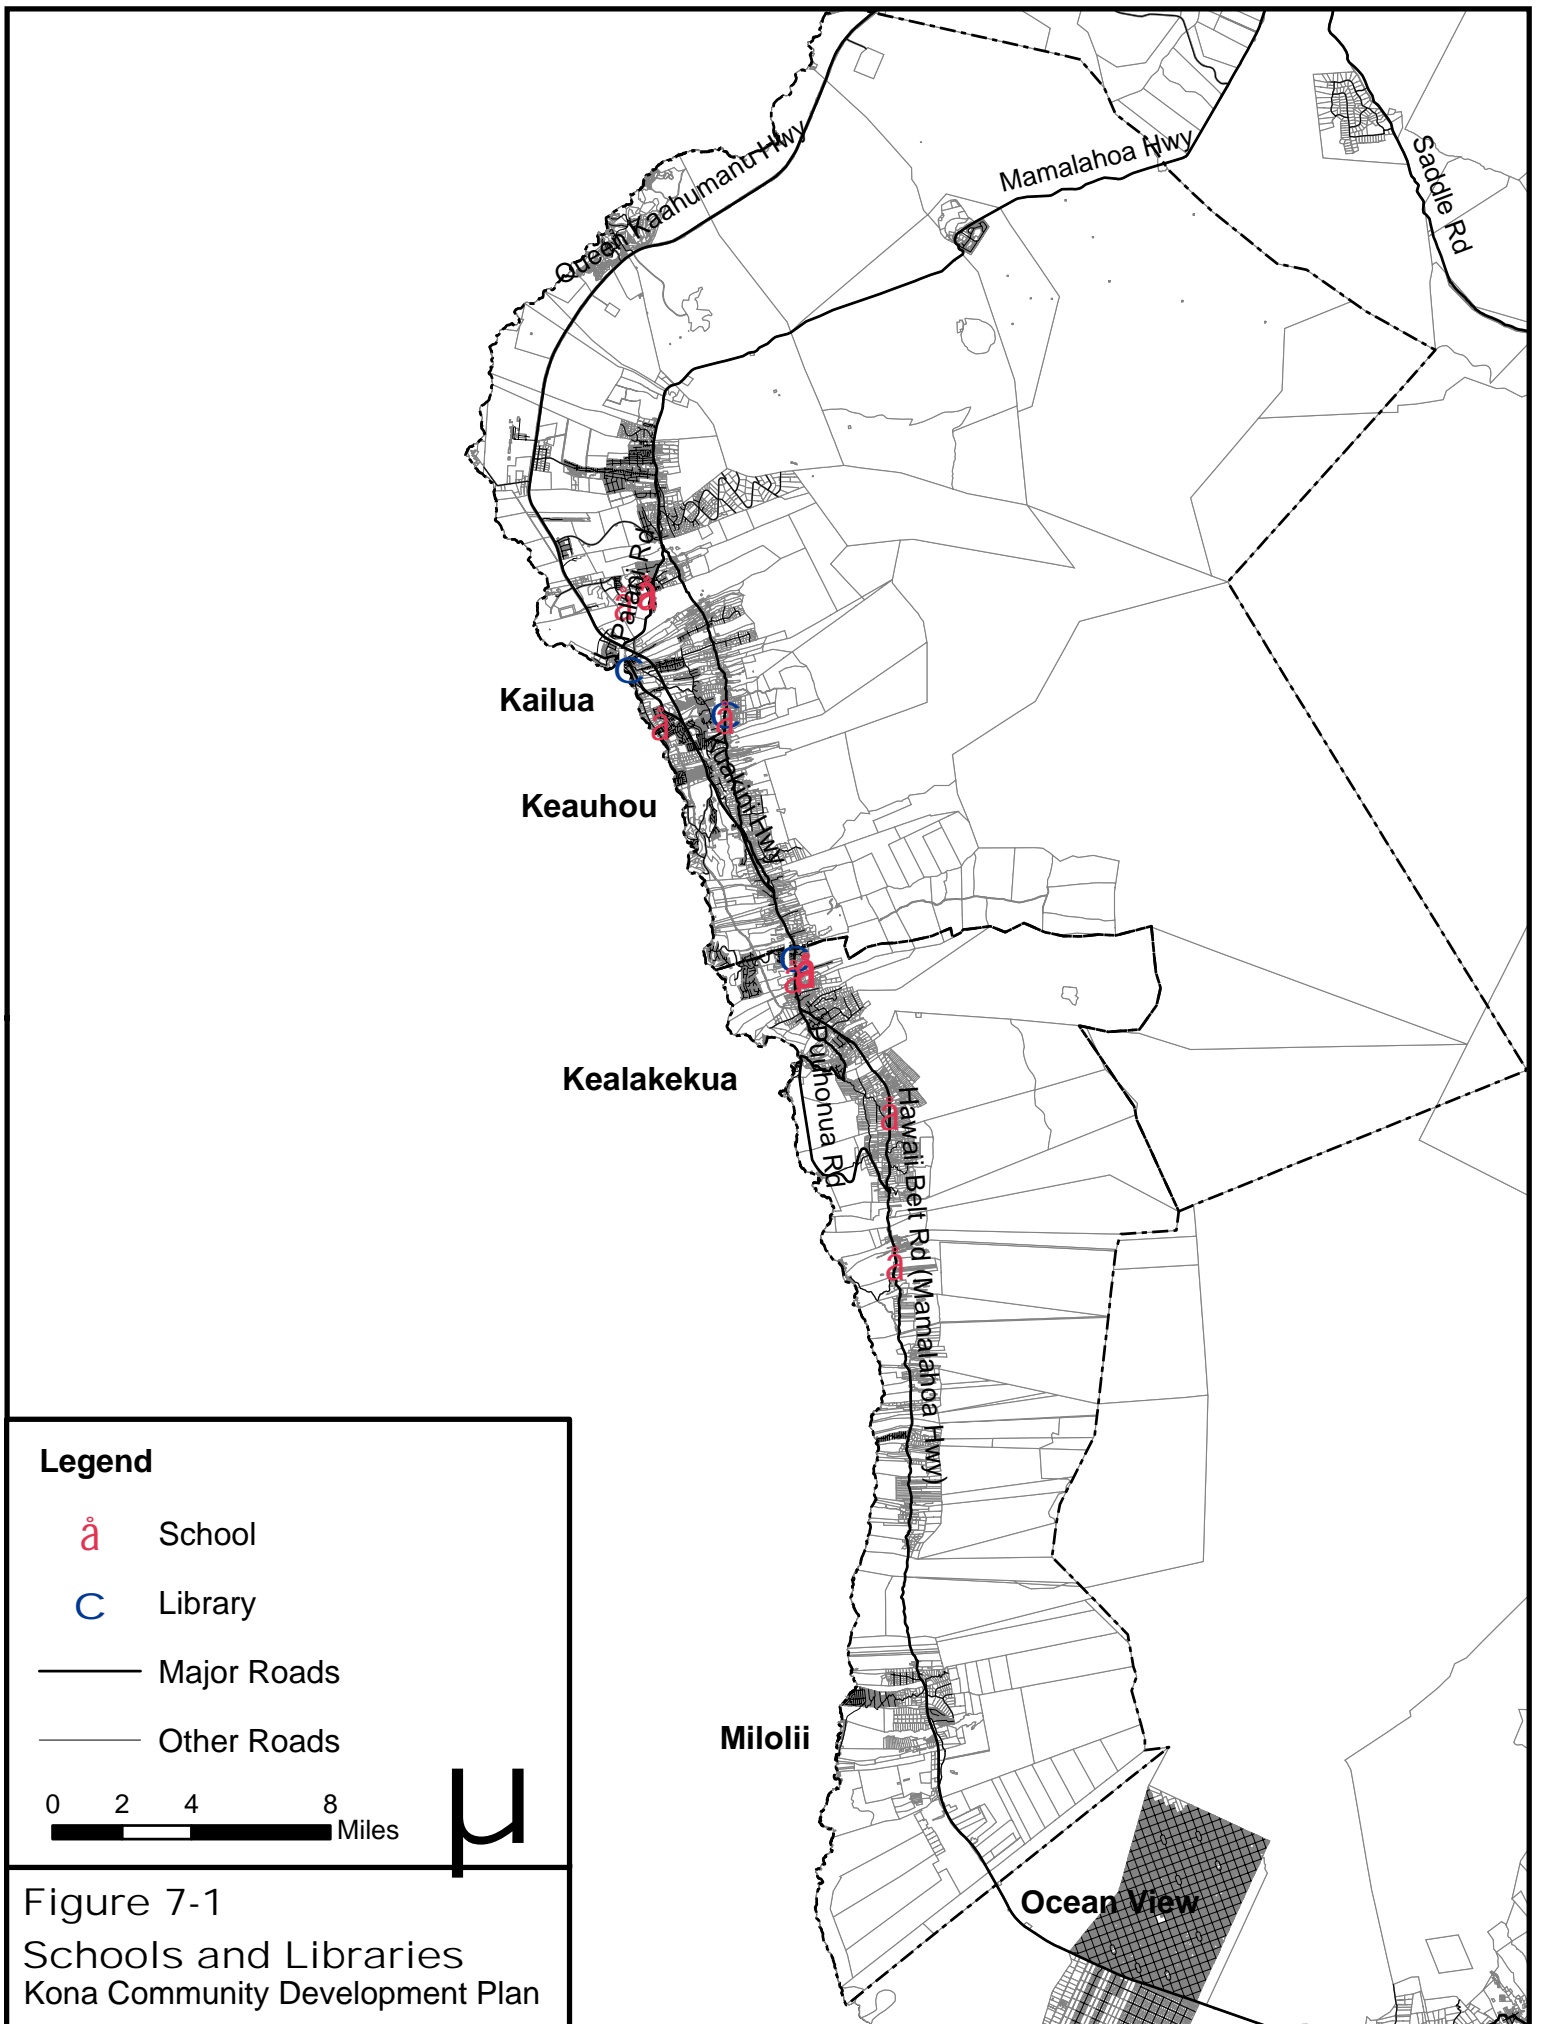 Queen Kaahumanu Hwy
Mamalahoa Hwy
Saddle Rd
Palani Rd
Kailua
Kuakini Hwy
Keauhou
Kealakekua
Puuhonua Rd
Hawaii Belt Rd (Mamalahoa Hwy)
Milolii
Ocean View
Legend
å School
C Library
Major Roads
Other Roads
0 2 4 8
Miles
µ
Figure 7-1
Schools and Libraries
Kona Community Development Plan